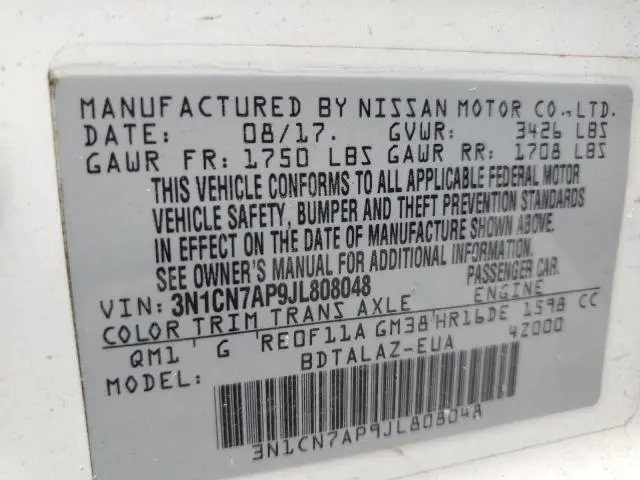 MANUFACTURED BY NISSAN MOTOR CO.,LTD.
DATE: 08/17. GVWR: 3426 LBS
GAWR FR: 1750 LBS GAWR RR: 1708 LBS
THIS VEHICLE CONFORMS TO ALL APPLICABLE FEDERAL MOTOR
VEHICLE SAFETY, BUMPER AND THEFT PREVENTION STANDARDS
IN EFFECT ON THE DATE OF MANUFACTURE SHOWN ABOVE.
SEE OWNER'S MANUAL FOR ADDITIONAL INFORMATION.
VIN: 3N1CN7AP9JL808048 PASSENGER CAR.
COLOR TRIM TRANS AXLE ENGINE
QM1 G RE0F11A GM38 HR16DE 1598 CC
MODEL: BDTALAZ-EUA 42000
3N1CN7AP9JL808048